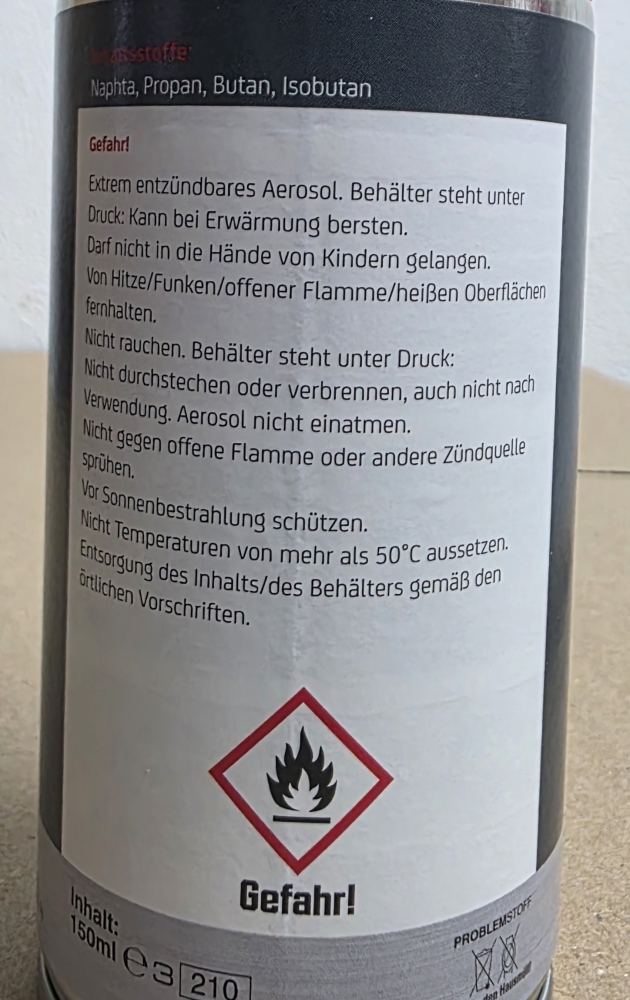 Inhaltsstoffe:
Naphta, Propan, Butan, Isobutan
Gefahr!
Extrem entzündbares Aerosol. Behälter steht unter
Druck: Kann bei Erwärmung bersten.
Darf nicht in die Hände von Kindern gelangen.
Von Hitze/Funken/offener Flamme/heißen Oberflächen
fernhalten.
Nicht rauchen. Behälter steht unter Druck:
Nicht durchstechen oder verbrennen, auch nicht nach
Verwendung. Aerosol nicht einatmen.
Nicht gegen offene Flamme oder andere Zündquelle
sprühen.
Vor Sonnenbestrahlung schützen.
Nicht Temperaturen von mehr als 50°C aussetzen.
Entsorgung des Inhalts/des Behälters gemäß den
örtlichen Vorschriften.
Gefahr!
Inhalt:
150ml ℮ 3 210
PROBLEMSTOFF
den Hausmüll